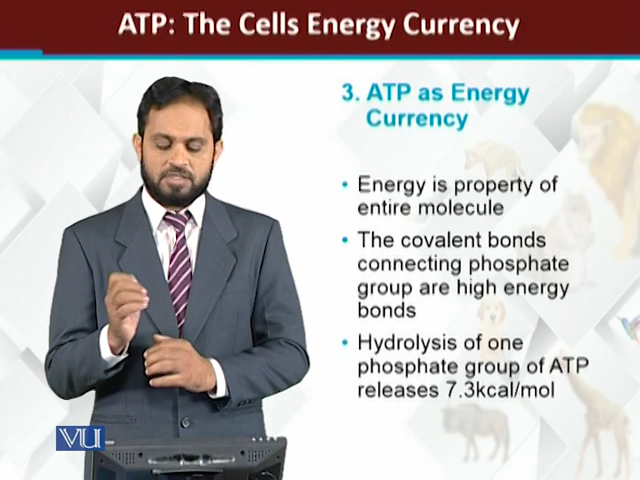 ATP: The Cells Energy Currency
3. ATP as Energy
Currency
• Energy is property of
entire molecule
• The covalent bonds
connecting phosphate
group are high energy
bonds
• Hydrolysis of one
phosphate group of ATP
releases 7.3kcal/mol
VU